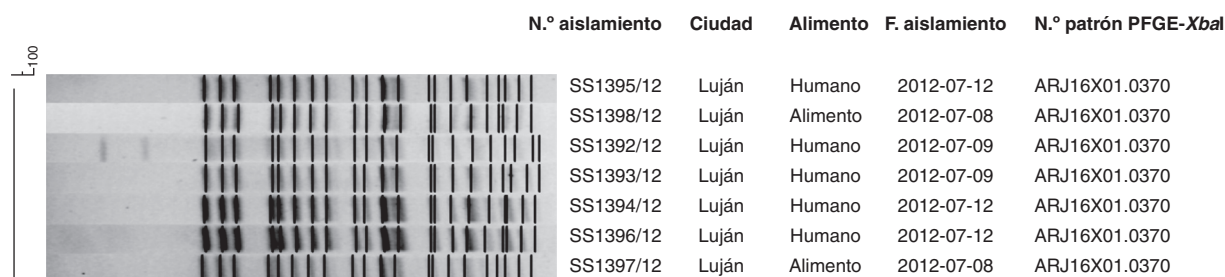 N.º aislamiento Ciudad Alimento F. aislamiento N.º patrón PFGE-XbaI
100
SS1395/12 Luján Humano 2012-07-12 ARJ16X01.0370
SS1398/12 Luján Alimento 2012-07-08 ARJ16X01.0370
SS1392/12 Luján Humano 2012-07-09 ARJ16X01.0370
SS1393/12 Luján Humano 2012-07-09 ARJ16X01.0370
SS1394/12 Luján Humano 2012-07-12 ARJ16X01.0370
SS1396/12 Luján Humano 2012-07-12 ARJ16X01.0370
SS1397/12 Luján Alimento 2012-07-08 ARJ16X01.0370